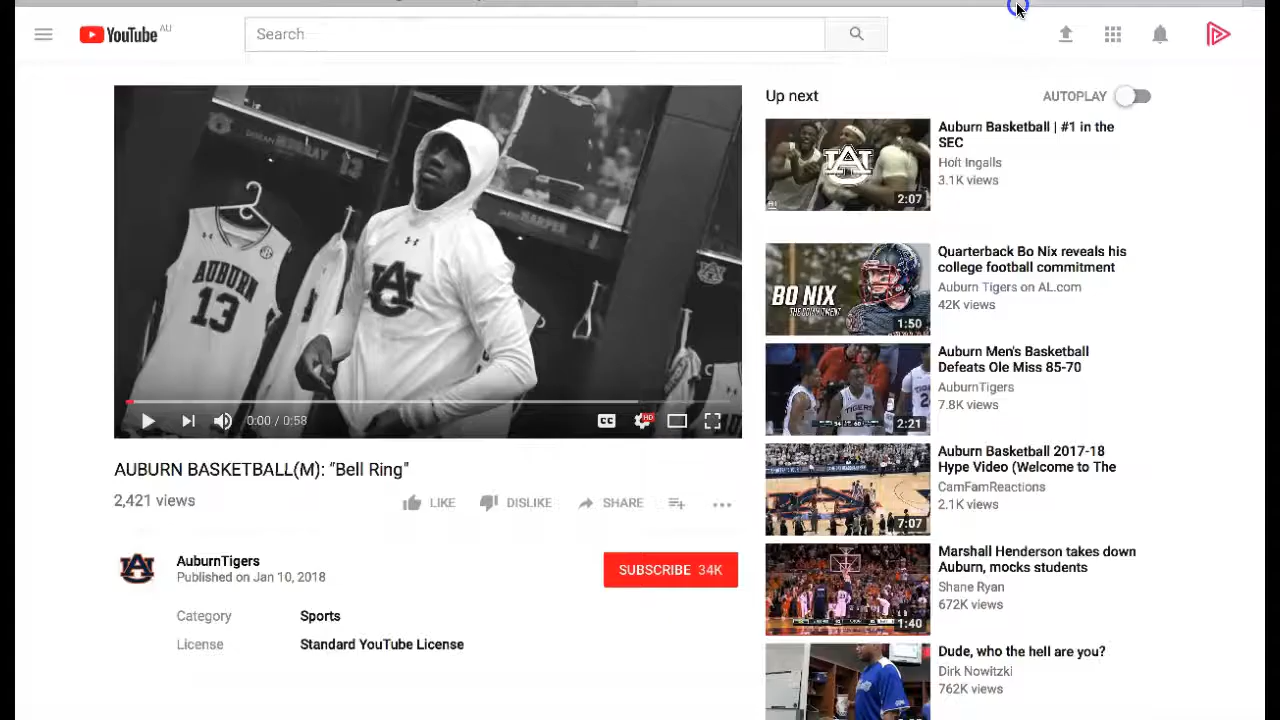 YouTube AU
Search
AUBURN
13
0:00 / 0:58
CC
HD
AUBURN BASKETBALL(M): "Bell Ring"
2,421 views
LIKE
DISLIKE
SHARE
AuburnTigers
Published on Jan 10, 2018
SUBSCRIBE 34K
Category
Sports
License
Standard YouTube License
Up next
AUTOPLAY
2:07
Auburn Basketball | #1 in the
SEC
Holt Ingalls
3.1K views
BO NIX
THE COMMITMENT
1:50
Quarterback Bo Nix reveals his
college football commitment
Auburn Tigers on AL.com
42K views
TIGERS
5
2:21
Auburn Men's Basketball
Defeats Ole Miss 85-70
AuburnTigers
7.8K views
7:07
Auburn Basketball 2017-18
Hype Video (Welcome to The
CamFamReactions
2.1K views
1:40
Marshall Henderson takes down
Auburn, mocks students
Shane Ryan
672K views
Dude, who the hell are you?
Dirk Nowitzki
762K views